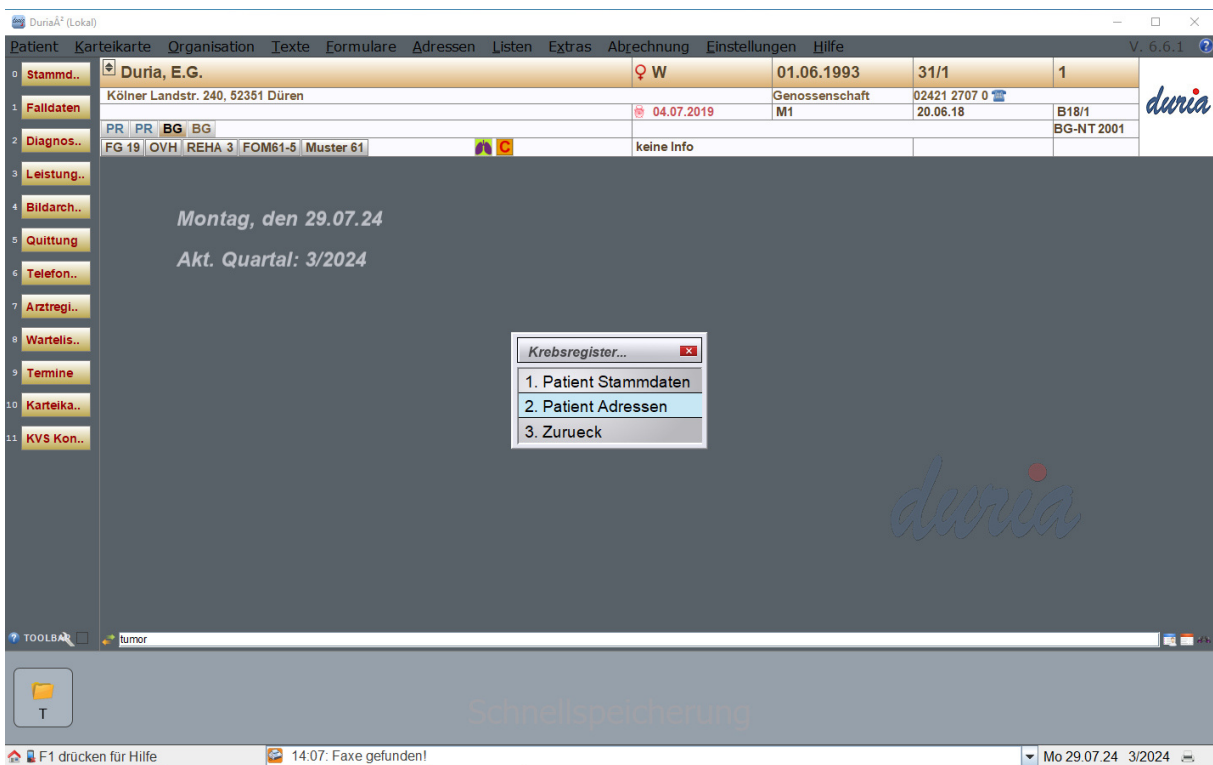 DuriaÂ² (Lokal)
Patient Karteikarte Organisation Texte Formulare Adressen Listen Extras Abrechnung Einstellungen Hilfe V. 6.6.1
0 Stammd.. Duria, E.G. W 01.06.1993 31/1 1
Kölner Landstr. 240, 52351 Düren Genossenschaft 02421 2707 0
duria
1 Falldaten 04.07.2019 M1 20.06.18 B18/1
PR PR BG BG BG-NT 2001
2 Diagnos.. FG 19 OVH REHA 3 FOM61-5 Muster 61 C keine Info
3 Leistung..
4 Bildarch..
Montag, den 29.07.24
5 Quittung
Akt. Quartal: 3/2024
6 Telefon..
7 Arztregi..
8 Wartelis..
Krebsregister...
9 Termine
1. Patient Stammdaten
10 Karteika..
2. Patient Adressen
3. Zurueck
11 KVS Kon..
duria
TOOLBAR tumor
T
Schnellspeicherung
F1 drücken für Hilfe 14:07: Faxe gefunden! Mo 29.07.24 3/2024